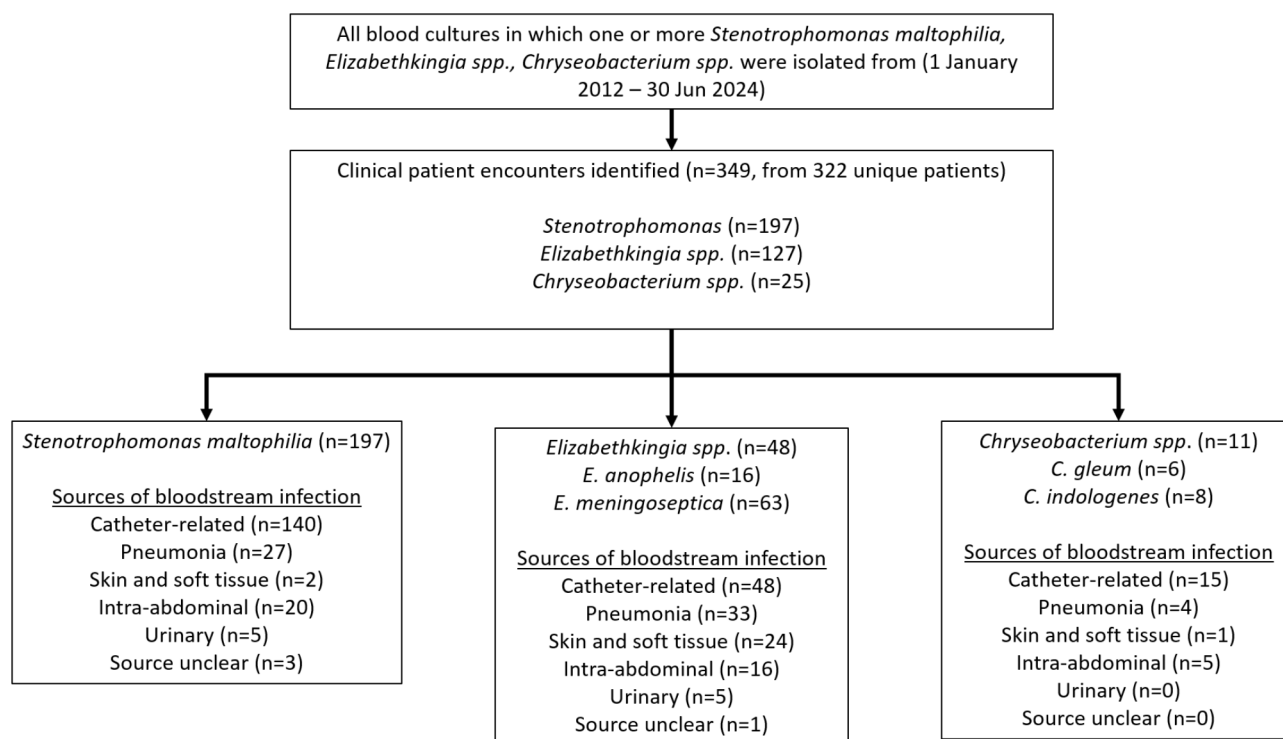 All blood cultures in which one or more Stenotrophomonas maltophilia,
Elizabethkingia spp., Chryseobacterium spp. were isolated from (1 January
2012 – 30 Jun 2024)
Clinical patient encounters identified (n=349, from 322 unique patients)
Stenotrophomonas (n=197)
Elizabethkingia spp. (n=127)
Chryseobacterium spp. (n=25)
Stenotrophomonas maltophilia (n=197)
Sources of bloodstream infection
Catheter-related (n=140)
Pneumonia (n=27)
Skin and soft tissue (n=2)
Intra-abdominal (n=20)
Urinary (n=5)
Source unclear (n=3)
Elizabethkingia spp. (n=48)
E. anophelis (n=16)
E. meningoseptica (n=63)
Sources of bloodstream infection
Catheter-related (n=48)
Pneumonia (n=33)
Skin and soft tissue (n=24)
Intra-abdominal (n=16)
Urinary (n=5)
Source unclear (n=1)
Chryseobacterium spp. (n=11)
C. gleum (n=6)
C. indologenes (n=8)
Sources of bloodstream infection
Catheter-related (n=15)
Pneumonia (n=4)
Skin and soft tissue (n=1)
Intra-abdominal (n=5)
Urinary (n=0)
Source unclear (n=0)